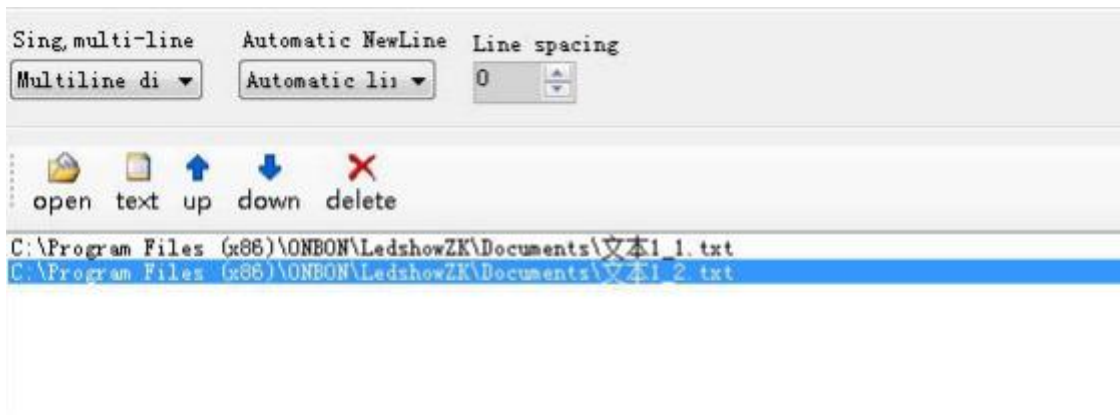 Sing,multi-line Automatic NewLine Line spacing
Multiline di Automatic li 0
open text up down delete
C:\Program Files (x86)\ONBON\LedshowZK\Documents\文本1_1.txt
C:\Program Files (x86)\ONBON\LedshowZK\Documents\文本1_2.txt